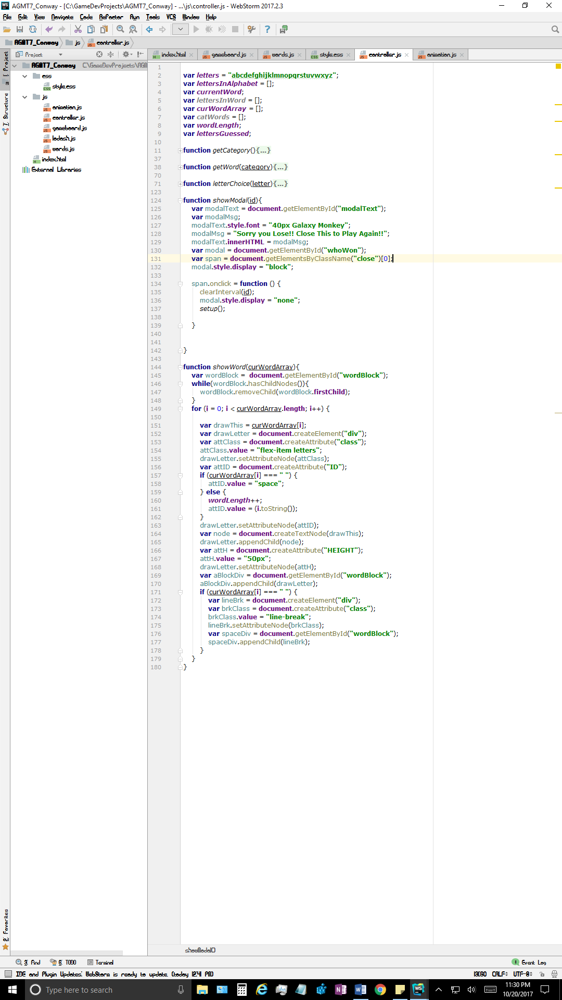 AGMT7_Conway - [C:\GameDevProjects\AGMT7_Conway] - ...\js\controller.js - WebStorm 2017.2.3
File Edit View Navigate Code Refactor Run Tools VCS Window Help
AGMT7_Conway js controller.js
Project
index.html gameboard.js words.js style.css controller.js animation.js
1: Project
7: Structure
2: Favorites
AGMT7_Conway C:\GameDevProjects\AGM
css
style.css
js
animation.js
controller.js
gameboard.js
lodash.js
words.js
index.html
External Libraries
1
2 var letters = "abcdefghijklmnopqrstuvwxyz";
3 var lettersInAlphabet = [];
4 var currentWord;
5 var lettersInWord = [];
6 var curWordArray = [];
7 var catWords = [];
8 var wordLength;
9 var lettersGuessed;
10
11 function getCategory(){...}
37
38 function getWord(category){...}
70
71 function letterChoice(letter){...}
123
124 function showModal(id){
125 var modalText = document.getElementById("modalText");
126 var modalMsg;
127 modalText.style.font = "40px Galaxy Monkey";
128 modalMsg = "Sorry you Lose!! Close This to Play Again!!";
129 modalText.innerHTML = modalMsg;
130 var modal = document.getElementById("whoWon");
131 var span = document.getElementsByClassName("close")[0];
132 modal.style.display = "block";
133
134 span.onclick = function () {
135 clearInterval(id);
136 modal.style.display = "none";
137 setup();
138
139 }
140
141
142 }
143
144 function showWord(curWordArray){
145 var wordBlock = document.getElementById("wordBlock");
146 while(wordBlock.hasChildNodes()){
147 wordBlock.removeChild(wordBlock.firstChild);
148 }
149 for (i = 0; i < curWordArray.length; i++) {
150
151 var drawThis = curWordArray[i];
152 var drawLetter = document.createElement("div");
153 var attClass = document.createAttribute("class");
154 attClass.value = "flex-item letters";
155 drawLetter.setAttributeNode(attClass);
156 var attID = document.createAttribute("ID");
157 if (curWordArray[i] === " ") {
158 attID.value = "space";
159 } else {
160 wordLength++;
161 attID.value = (i.toString());
162 }
163 drawLetter.setAttributeNode(attID);
164 var node = document.createTextNode(drawThis);
165 drawLetter.appendChild(node);
166 var attH = document.createAttribute("HEIGHT");
167 attH.value = "50px";
168 drawLetter.setAttributeNode(attH);
169 var aBlockDiv = document.getElementById("wordBlock");
170 aBlockDiv.appendChild(drawLetter);
171 if (curWordArray[i] === " ") {
172 var lineBrk = document.createElement("div");
173 var brkClass = document.createAttribute("class");
174 brkClass.value = "line-break";
175 lineBrk.setAttributeNode(brkClass);
176 var spaceDiv = document.getElementById("wordBlock");
177 spaceDiv.appendChild(lineBrk);
178 }
179 }
180 }
showModal()
3: Find 6: TODO Terminal Event Log
IDE and Plugin Updates: WebStorm is ready to update. (today 12:41 PM) 131:60 CRLF UTF-8
Type here to search
11:30 PM
10/20/2017